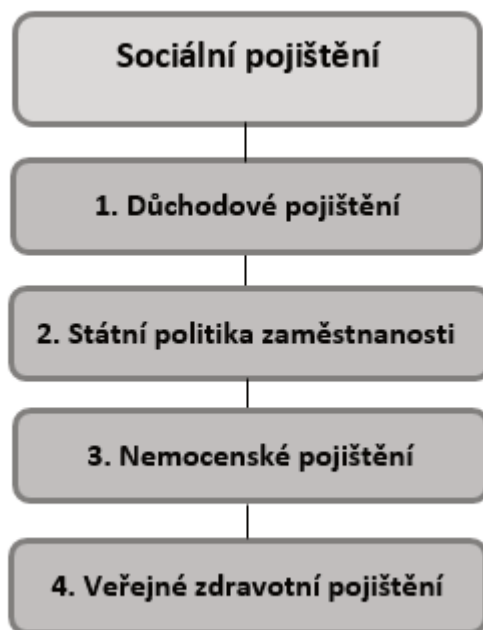 Sociální pojištění
1. Důchodové pojištění
2. Státní politika zaměstnanosti
3. Nemocenské pojištění
4. Veřejné zdravotní pojištění